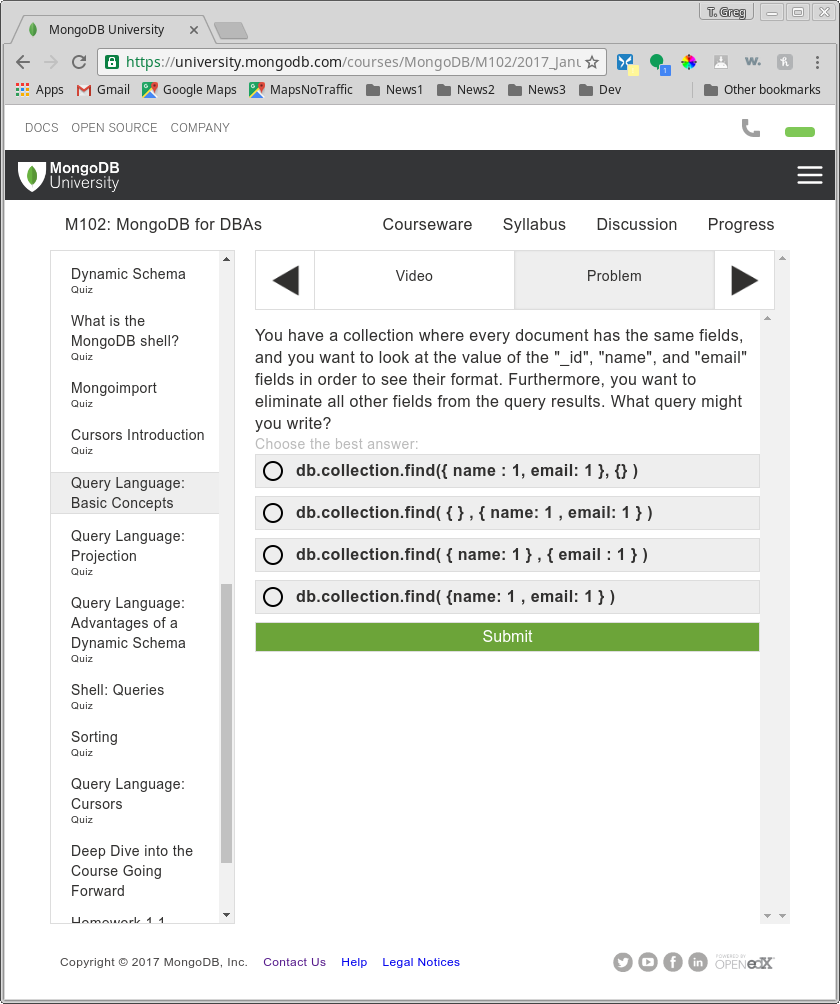 T. Greg
MongoDB University
https://university.mongodb.com/courses/MongoDB/M102/2017_Janu
1
w.
Apps Gmail Google Maps MapsNoTraffic News1 News2 News3 Dev Other bookmarks
DOCS OPEN SOURCE COMPANY
MongoDB
University
M102: MongoDB for DBAs Courseware Syllabus Discussion Progress
Dynamic Schema
Quiz
What is the
MongoDB shell?
Quiz
Mongoimport
Quiz
Cursors Introduction
Quiz
Query Language:
Basic Concepts
Query Language:
Projection
Quiz
Query Language:
Advantages of a
Dynamic Schema
Quiz
Shell: Queries
Quiz
Sorting
Quiz
Query Language:
Cursors
Quiz
Deep Dive into the
Course Going
Forward
Homework 1.1
Video Problem
You have a collection where every document has the same fields,
and you want to look at the value of the "_id", "name", and "email"
fields in order to see their format. Furthermore, you want to
eliminate all other fields from the query results. What query might
you write?
Choose the best answer:
db.collection.find({ name : 1, email: 1 }, {} )
db.collection.find( { } , { name: 1 , email: 1 } )
db.collection.find( { name: 1 } , { email : 1 } )
db.collection.find( {name: 1 , email: 1 } )
Submit
Copyright © 2017 MongoDB, Inc. Contact Us Help Legal Notices
POWERED BY
OPEN edX